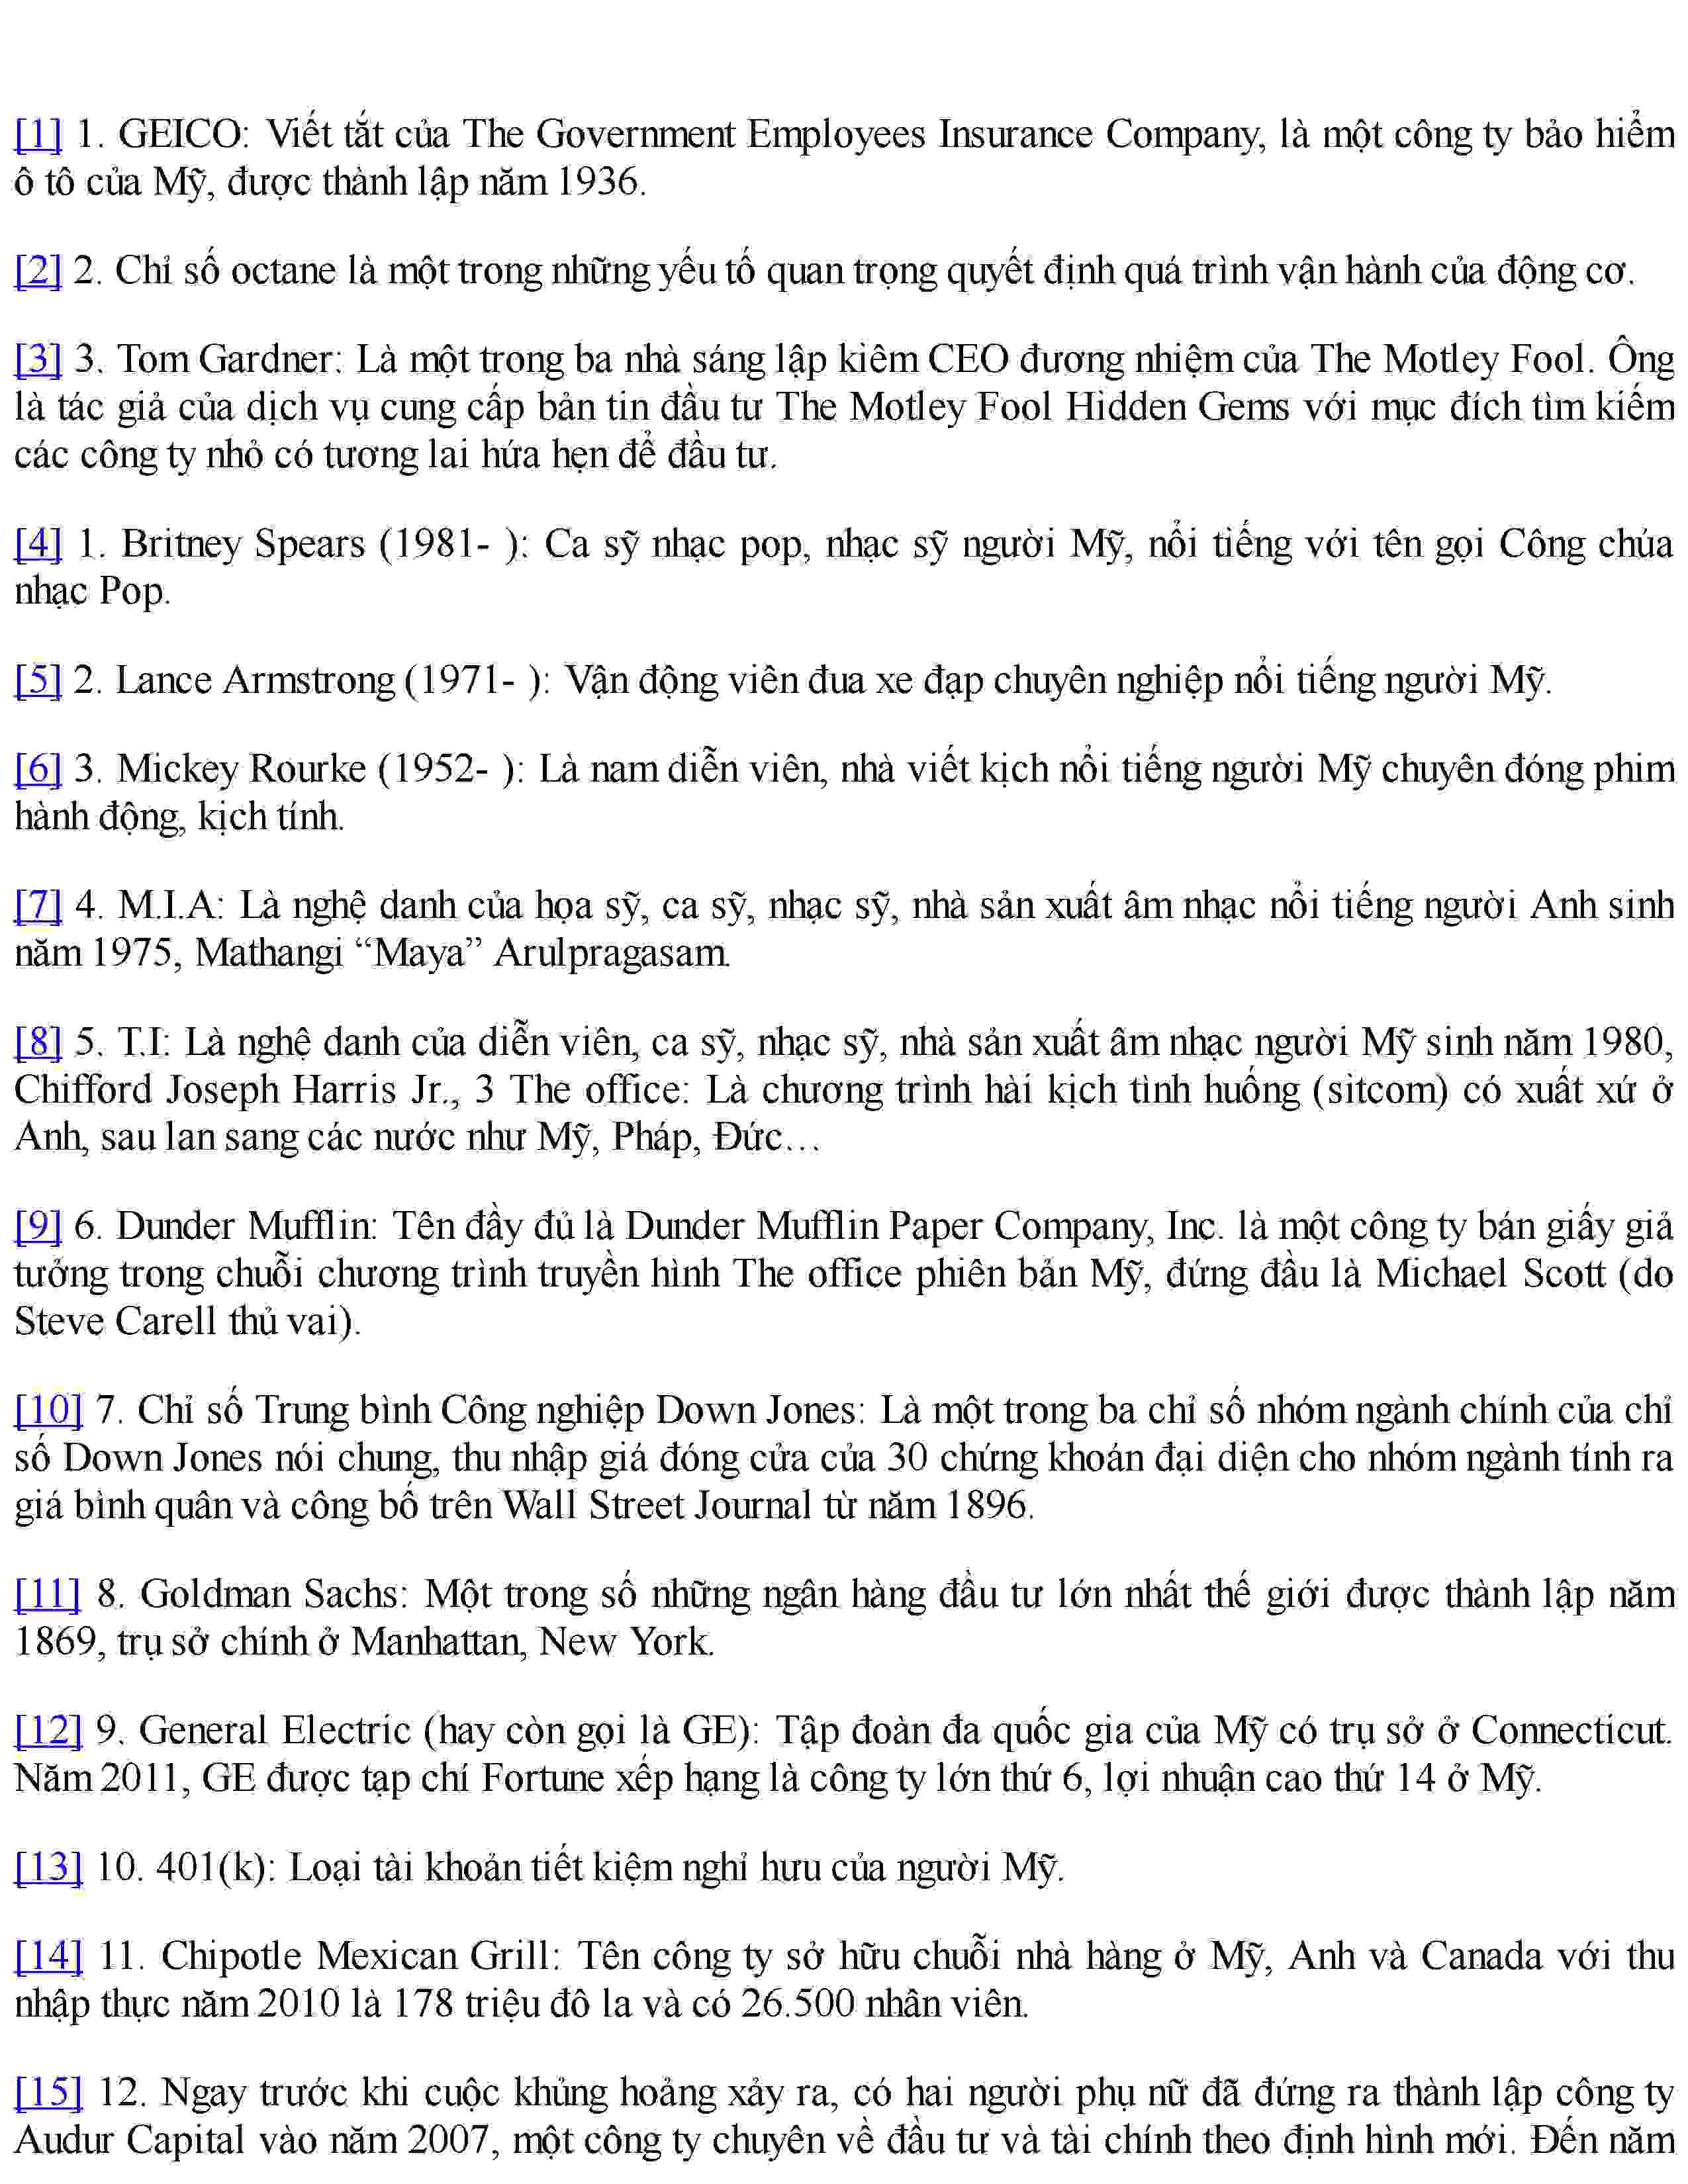 [1] 1. GEICO: Viết tắt của The Government Employees Insurance Company, là một công ty bảo hiểm
ô tô của Mỹ, được thành lập năm 1936.
[2] 2. Chỉ số octane là một trong những yếu tố quan trọng quyết định quá trình vận hành của động cơ.
[3] 3. Tom Gardner: Là một trong ba nhà sáng lập kiêm CEO đương nhiệm của The Motley Fool. Ông
là tác giả của dịch vụ cung cấp bản tin đầu tư The Motley Fool Hidden Gems với mục đích tìm kiếm
các công ty nhỏ có tương lai hứa hẹn để đầu tư.
[4] 1. Britney Spears (1981- ): Ca sỹ nhạc pop, nhạc sỹ người Mỹ, nổi tiếng với tên gọi Công chúa
nhạc Pop.
[5] 2. Lance Armstrong (1971- ): Vận động viên đua xe đạp chuyên nghiệp nổi tiếng người Mỹ.
[6] 3. Mickey Rourke (1952- ): Là nam diễn viên, nhà viết kịch nổi tiếng người Mỹ chuyên đóng phim
hành động, kịch tính.
[7] 4. M.I.A: Là nghệ danh của họa sỹ, ca sỹ, nhạc sỹ, nhà sản xuất âm nhạc nổi tiếng người Anh sinh
năm 1975, Mathangi “Maya” Arulpragasam.
[8] 5. T.I: Là nghệ danh của diễn viên, ca sỹ, nhạc sỹ, nhà sản xuất âm nhạc người Mỹ sinh năm 1980,
Chifford Joseph Harris Jr., 3 The office: Là chương trình hài kịch tình huống (sitcom) có xuất xứ ở
Anh, sau lan sang các nước như Mỹ, Pháp, Đức…
[9] 6. Dunder Mufflin: Tên đầy đủ là Dunder Mufflin Paper Company, Inc. là một công ty bán giấy giả
tưởng trong chuỗi chương trình truyền hình The office phiên bản Mỹ, đứng đầu là Michael Scott (do
Steve Carell thủ vai).
[10] 7. Chỉ số Trung bình Công nghiệp Down Jones: Là một trong ba chỉ số nhóm ngành chính của chỉ
số Down Jones nói chung, thu nhập giá đóng cửa của 30 chứng khoán đại diện cho nhóm ngành tính ra
giá bình quân và công bố trên Wall Street Journal từ năm 1896.
[11] 8. Goldman Sachs: Một trong số những ngân hàng đầu tư lớn nhất thế giới được thành lập năm
1869, trụ sở chính ở Manhattan, New York.
[12] 9. General Electric (hay còn gọi là GE): Tập đoàn đa quốc gia của Mỹ có trụ sở ở Connecticut.
Năm 2011, GE được tạp chí Fortune xếp hạng là công ty lớn thứ 6, lợi nhuận cao thứ 14 ở Mỹ.
[13] 10. 401(k): Loại tài khoản tiết kiệm nghỉ hưu của người Mỹ.
[14] 11. Chipotle Mexican Grill: Tên công ty sở hữu chuỗi nhà hàng ở Mỹ, Anh và Canada với thu
nhập thực năm 2010 là 178 triệu đô la và có 26.500 nhân viên.
[15] 12. Ngay trước khi cuộc khủng hoảng xảy ra, có hai người phụ nữ đã đứng ra thành lập công ty
Audur Capital vào năm 2007, một công ty chuyên về đầu tư và tài chính theo định hình mới. Đến năm